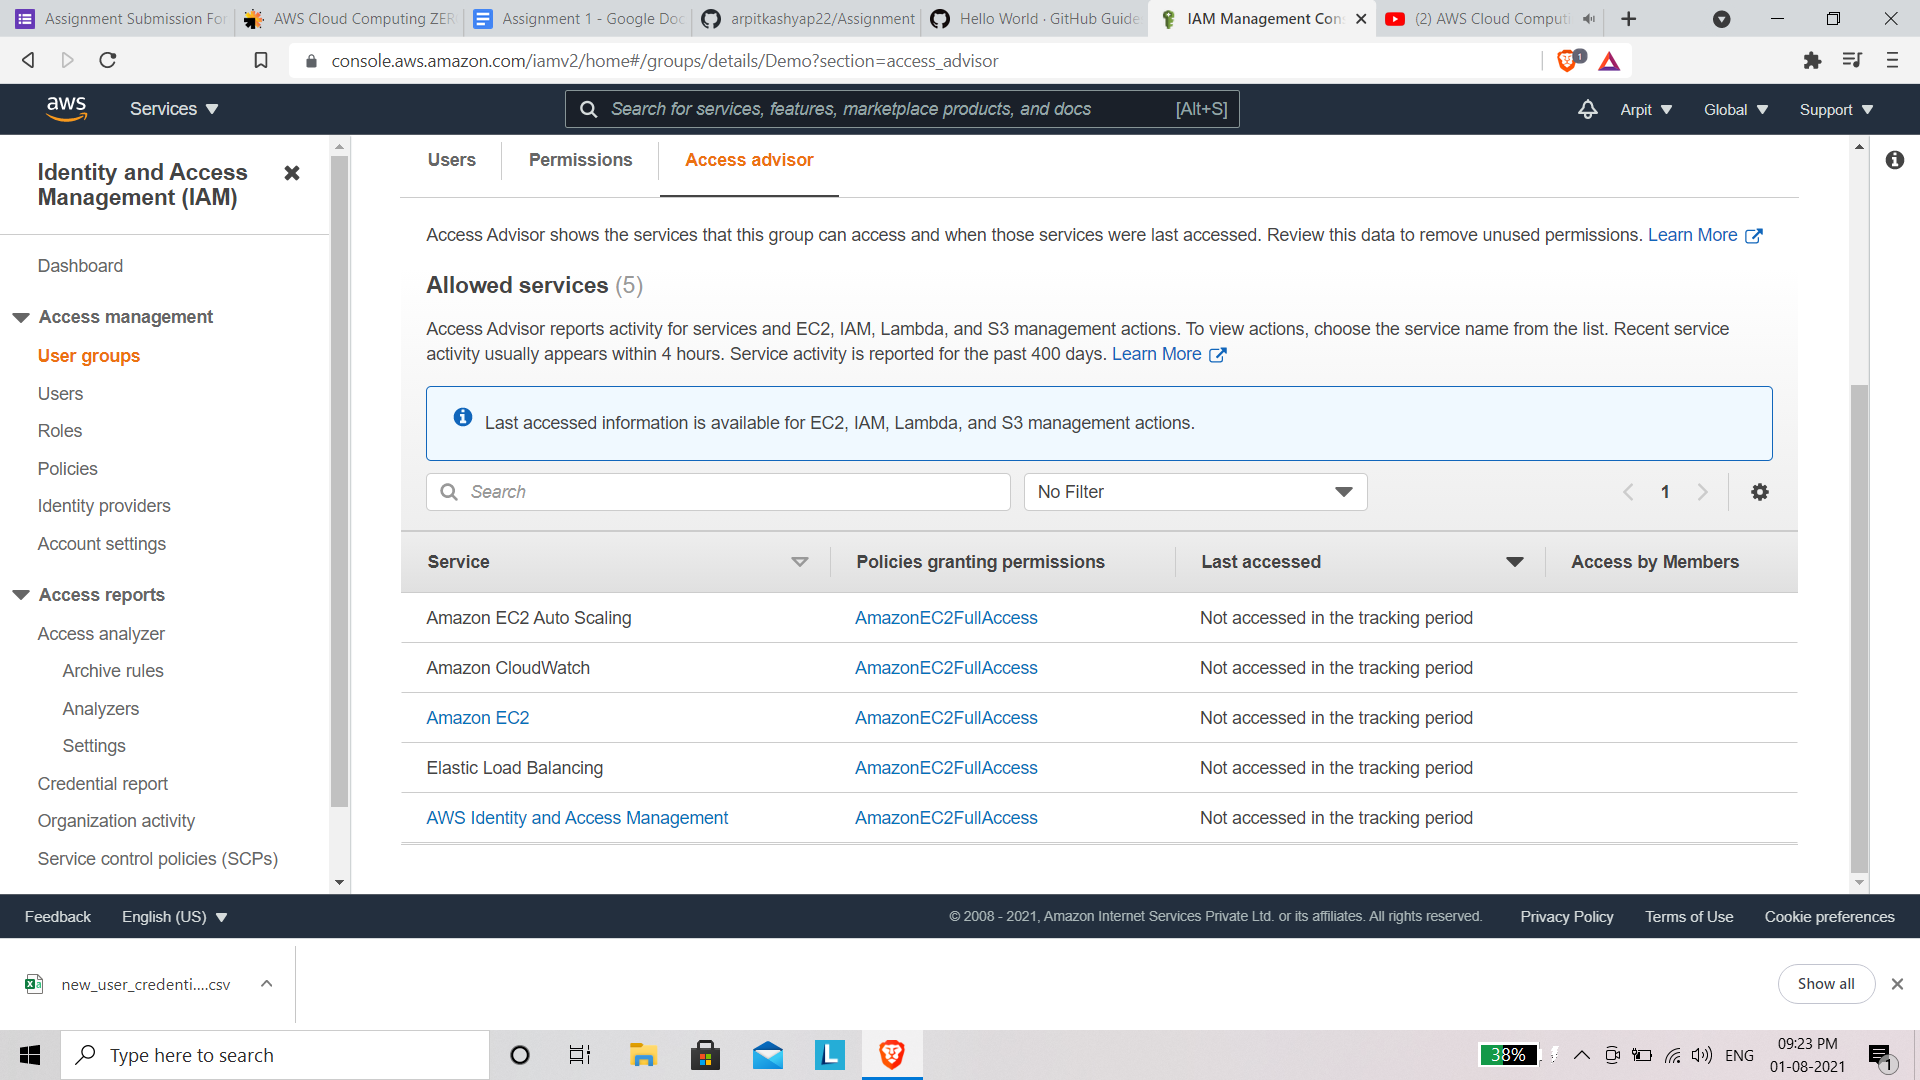 Assignment Submission For
AWS Cloud Computing ZER
Assignment 1 - Google Doc
arpitkashyap22/Assignment
Hello World · GitHub Guide
IAM Management Con
(2) AWS Cloud Computi
console.aws.amazon.com/iamv2/home#/groups/details/Demo?section=access_advisor
1
aws
Services
Search for services, features, marketplace products, and docs [Alt+S]
Arpit
Global
Support
Identity and Access
Management (IAM)
Dashboard
Access management
User groups
Users
Roles
Policies
Identity providers
Account settings
Access reports
Access analyzer
Archive rules
Analyzers
Settings
Credential report
Organization activity
Service control policies (SCPs)
Users
Permissions
Access advisor
Access Advisor shows the services that this group can access and when those services were last accessed. Review this data to remove unused permissions. Learn More
Allowed services (5)
Access Advisor reports activity for services and EC2, IAM, Lambda, and S3 management actions. To view actions, choose the service name from the list. Recent service
activity usually appears within 4 hours. Service activity is reported for the past 400 days. Learn More
Last accessed information is available for EC2, IAM, Lambda, and S3 management actions.
Search
No Filter
1
Service Policies granting permissions Last accessed Access by Members
Amazon EC2 Auto Scaling AmazonEC2FullAccess Not accessed in the tracking period
Amazon CloudWatch AmazonEC2FullAccess Not accessed in the tracking period
Amazon EC2 AmazonEC2FullAccess Not accessed in the tracking period
Elastic Load Balancing AmazonEC2FullAccess Not accessed in the tracking period
AWS Identity and Access Management AmazonEC2FullAccess Not accessed in the tracking period
Feedback
English (US)
© 2008 - 2021, Amazon Internet Services Private Ltd. or its affiliates. All rights reserved.
Privacy Policy
Terms of Use
Cookie preferences
new_user_credenti....csv
Show all
Type here to search
L
38%
ENG
09:23 PM
01-08-2021
1